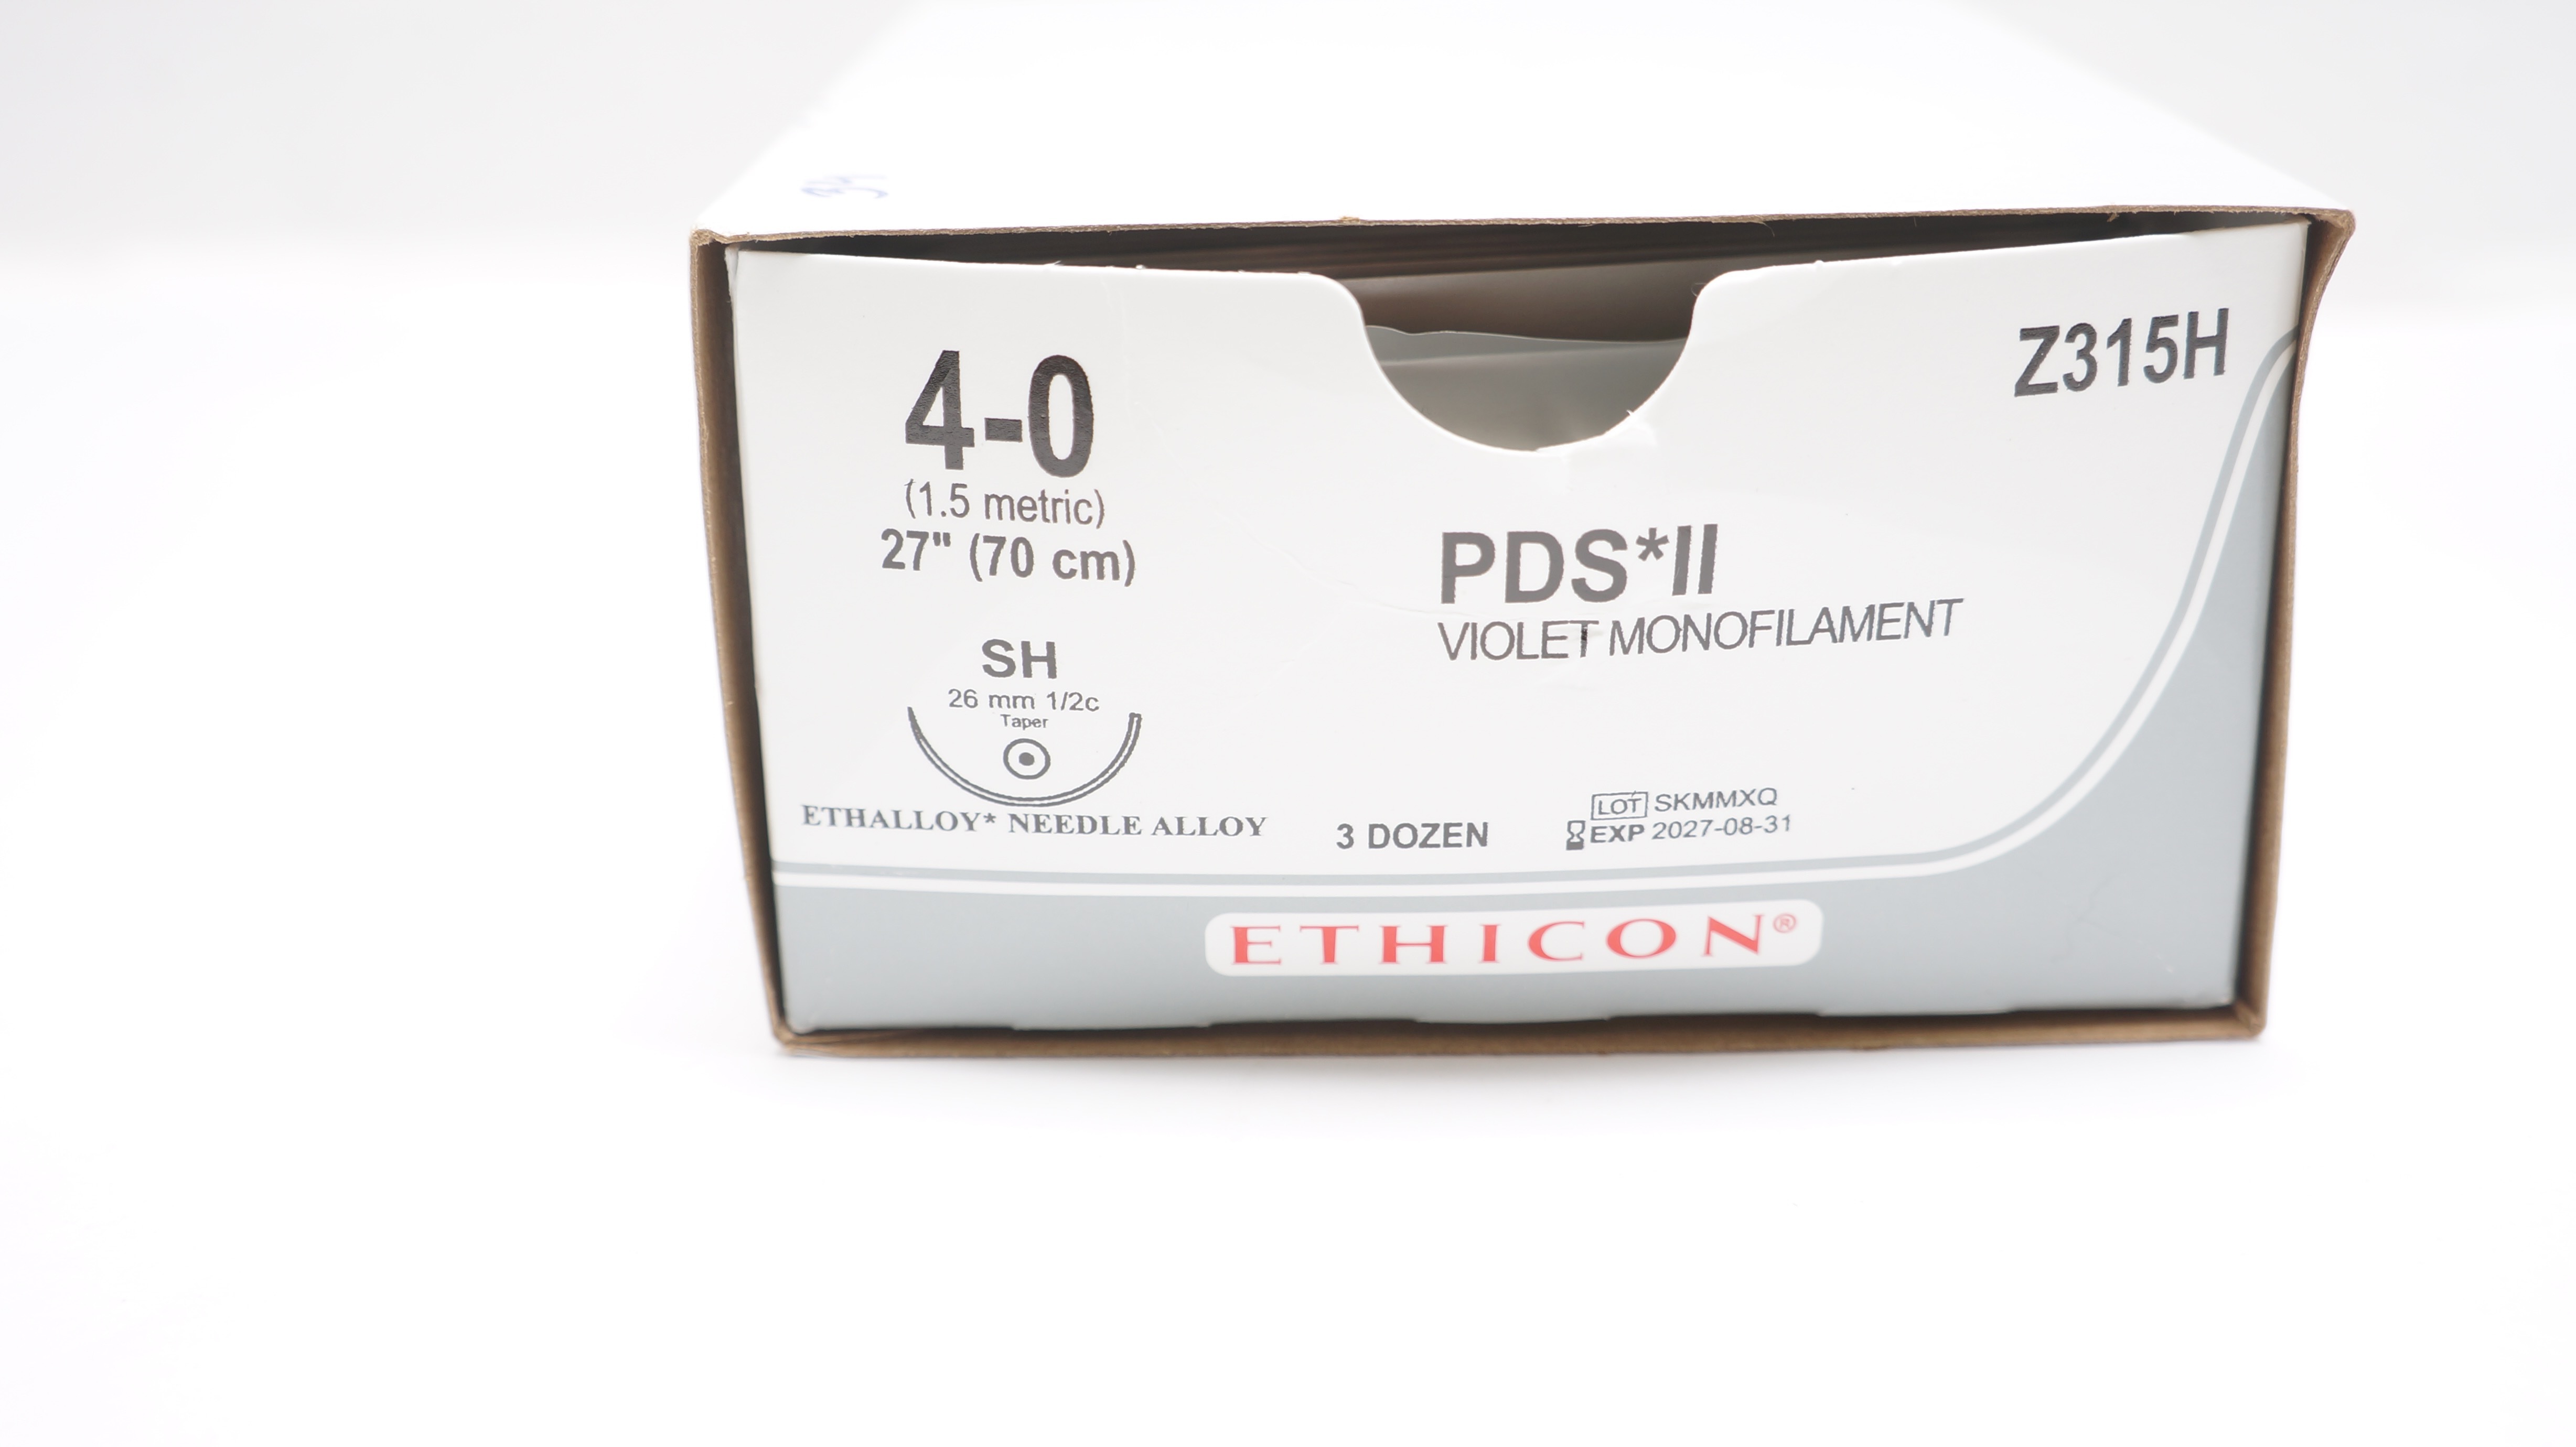 4-0
(1.5 metric)
27" (70 cm)
SH
26 mm 1/2c
Taper
ETHALLOY* NEEDLE ALLOY
Z315H
PDS*II
VIOLET MONOFILAMENT
3 DOZEN
LOT SKMMXQ
EXP 2027-08-31
ETHICON®